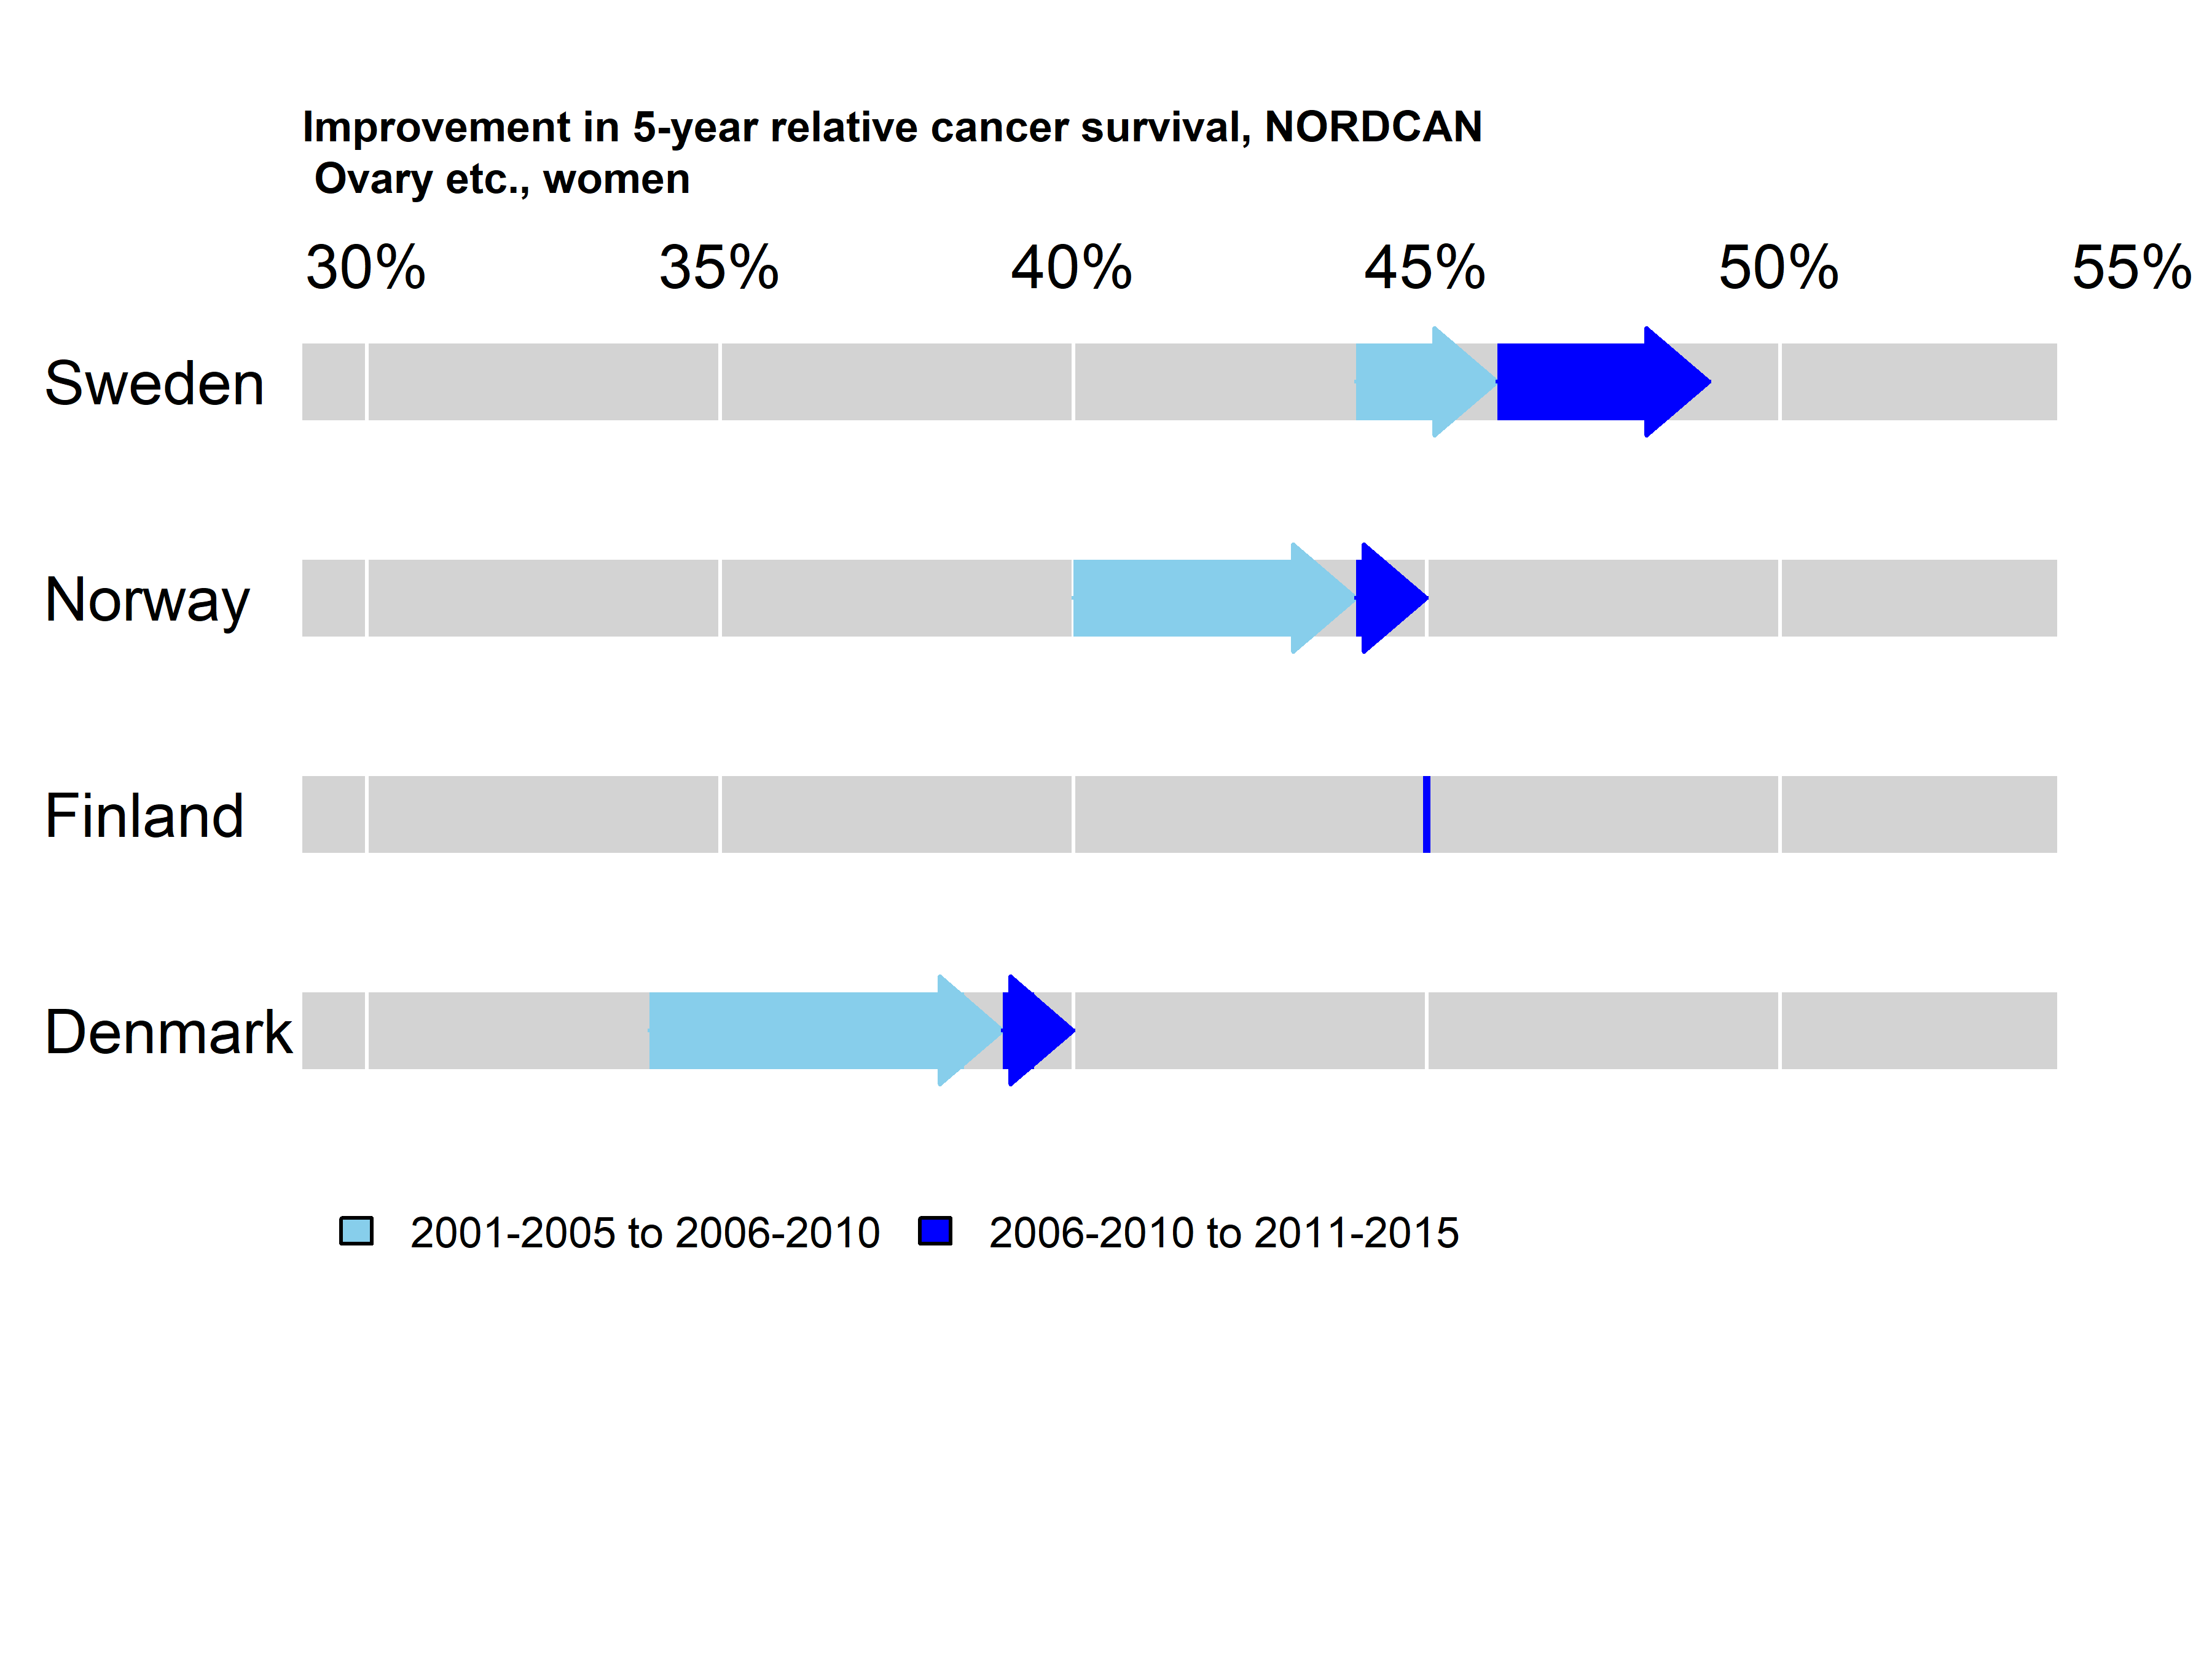 Improvement in 5-year relative cancer survival, NORDCAN
Ovary etc., women
30% 35% 40% 45% 50% 55%
Sweden
Norway
Finland
Denmark
2001-2005 to 2006-2010 2006-2010 to 2011-2015